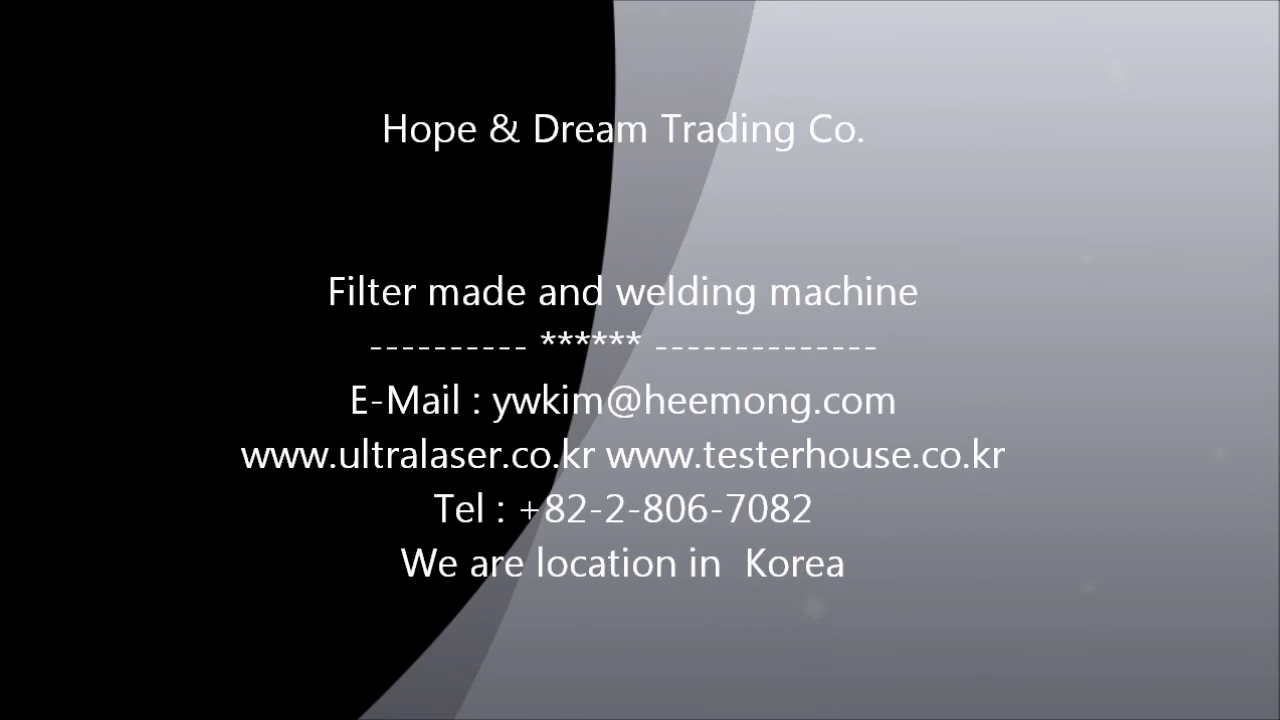 Hope & Dream Trading Co.
Filter made and welding machine
---------- ****** --------------
E-Mail : ywkim@heemong.com
www.ultralaser.co.kr www.testerhouse.co.kr
Tel : +82-2-806-7082
We are location in  Korea